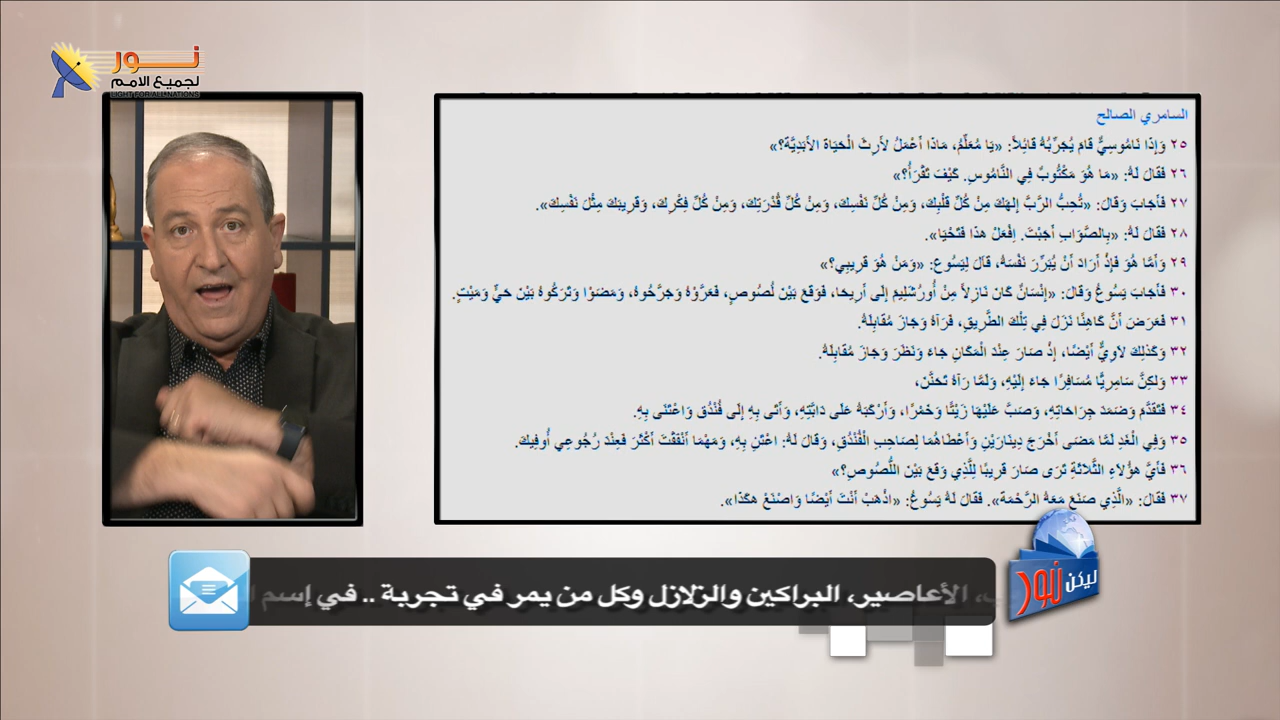 نور
لجميع الامم
LIGHT FOR ALL NATIONS
السامري الصالح
٢٥ وَإِذَا نَامُوسِيٌّ قَامَ يُجَرِّبُهُ قَائِلاً: «يَا مُعَلِّمُ، مَاذَا أَعْمَلُ لأَرِثَ الْحَيَاةَ الأَبَدِيَّةَ؟»
٢٦ فَقَالَ لَهُ: «مَا هُوَ مَكْتُوبٌ فِي النَّامُوسِ. كَيْفَ تَقْرَأُ؟»
٢٧ فَأَجَابَ وَقَالَ: «تُحِبُّ الرَّبَّ إِلهَكَ مِنْ كُلِّ قَلْبِكَ، وَمِنْ كُلِّ نَفْسِكَ، وَمِنْ كُلِّ قُدْرَتِكَ، وَمِنْ كُلِّ فِكْرِكَ، وَقَرِيبَكَ مِثْلَ نَفْسِكَ».
٢٨ فَقَالَ لَهُ: «بِالصَّوَابِ أَجَبْتَ. اِفْعَلْ هذَا فَتَحْيَا».
٢٩ وَأَمَّا هُوَ فَإِذْ أَرَادَ أَنْ يُبَرِّرَ نَفْسَهُ، قَالَ لِيَسُوعَ: «وَمَنْ هُوَ قَرِيبِي؟»
٣٠ فَأَجَابَ يَسُوعُ وَقَالَ: «إِنْسَانٌ كَانَ نَازِلاً مِنْ أُورُشَلِيمَ إِلَى أَرِيحَا، فَوَقَعَ بَيْنَ لُصُوصٍ، فَعَرَّوْهُ وَجَرَّحُوهُ، وَمَضَوْا وَتَرَكُوهُ بَيْنَ حَيٍّ وَمَيْتٍ.
٣١ فَعَرَضَ أَنَّ كَاهِنًا نَزَلَ فِي تِلْكَ الطَّرِيقِ، فَرَآهُ وَجَازَ مُقَابِلَهُ.
٣٢ وَكَذلِكَ لاَوِيٌّ أَيْضًا، إِذْ صَارَ عِنْدَ الْمَكَانِ جَاءَ وَنَظَرَ وَجَازَ مُقَابِلَهُ.
٣٣ وَلكِنَّ سَامِرِيًّا مُسَافِرًا جَاءَ إِلَيْهِ، وَلَمَّا رَآهُ تَحَنَّنَ،
٣٤ فَتَقَدَّمَ وَضَمَدَ جِرَاحَاتِهِ، وَصَبَّ عَلَيْهَا زَيْتًا وَخَمْرًا، وَأَرْكَبَهُ عَلَى دَابَّتِهِ، وَأَتَى بِهِ إِلَى فُنْدُق وَاعْتَنَى بِهِ.
٣٥ وَفِي الْغَدِ لَمَّا مَضَى أَخْرَجَ دِينَارَيْنِ وَأَعْطَاهُمَا لِصَاحِبِ الْفُنْدُقِ، وَقَالَ لَهُ: اعْتَنِ بِهِ، وَمَهْمَا أَنْفَقْتَ أَكْثَرَ فَعِنْدَ رُجُوعِي أُوفِيكَ.
٣٦ فَأَيَّ هؤُلاَءِ الثَّلاَثَةِ تَرَى صَارَ قَرِيبًا لِلَّذِي وَقَعَ بَيْنَ اللُّصُوصِ؟»
٣٧ فَقَالَ: «الَّذِي صَنَعَ مَعَهُ الرَّحْمَةَ». فَقَالَ لَهُ يَسُوعُ: «اذْهَبْ أَنْتَ أَيْضًا وَاصْنَعْ هكَذَا».
ليكن نور
الأعاصير، البراكين والزلازل وكل من يمر في تجربة .. في إسم